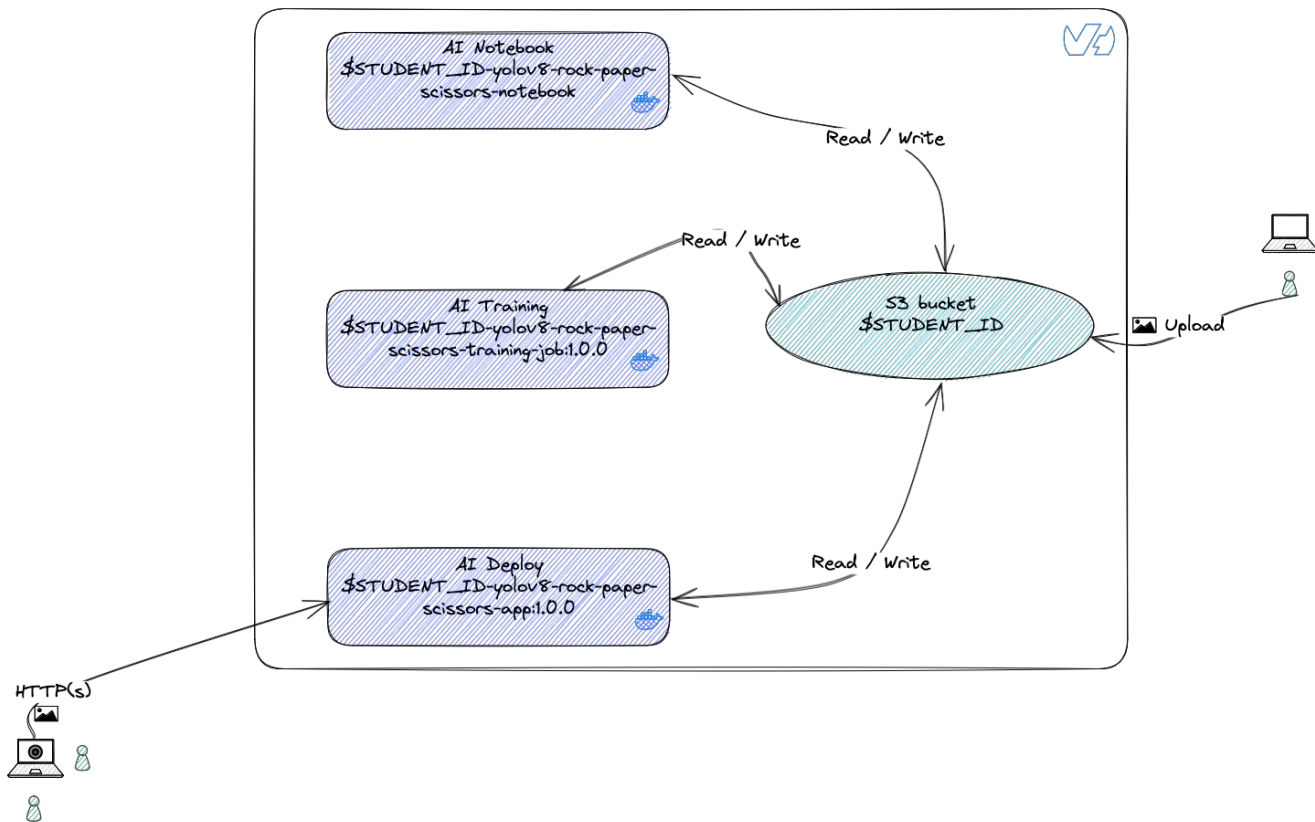 AI Notebook
$STUDENT_ID-yolov8-rock-paper-
scissors-notebook
Read / Write
Read / Write
AI Training
$STUDENT_ID-yolov8-rock-paper-
scissors-training-job:1.0.0
S3 bucket
$STUDENT_ID
Upload
Read / Write
AI Deploy
$STUDENT_ID-yolov8-rock-paper-
scissors-app:1.0.0
HTTP(s)